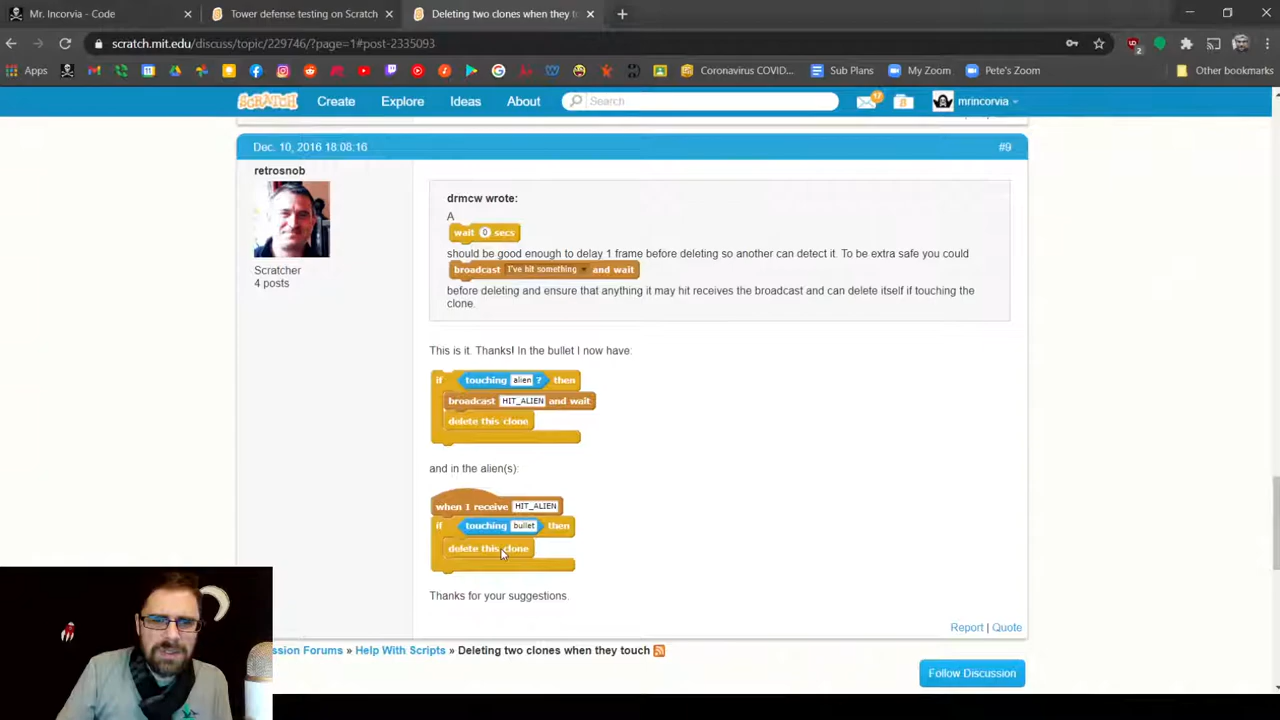 Mr. Incorvia - Code
Tower defense testing on Scratch
Deleting two clones when they to
scratch.mit.edu/discuss/topic/229746/?page=1#post-2335093
Apps
Coronavirus COVID...
Sub Plans
My Zoom
Pete's Zoom
Other bookmarks
SCRATCH
Create
Explore
Ideas
About
Search
17
mrincorvia
Dec. 10, 2016 18:08:16
#9
retrosnob
Scratcher
4 posts
drmcw wrote:
A
wait 0 secs
should be good enough to delay 1 frame before deleting so another can detect it. To be extra safe you could
broadcast I've hit something and wait
before deleting and ensure that anything it may hit receives the broadcast and can delete itself if touching the
clone.
This is it. Thanks! In the bullet I now have:
if touching alien ? then
broadcast HIT_ALIEN and wait
delete this clone
and in the alien(s):
when I receive HIT_ALIEN
if touching bullet then
delete this clone
Thanks for your suggestions.
Report | Quote
ssion Forums » Help With Scripts » Deleting two clones when they touch
Follow Discussion